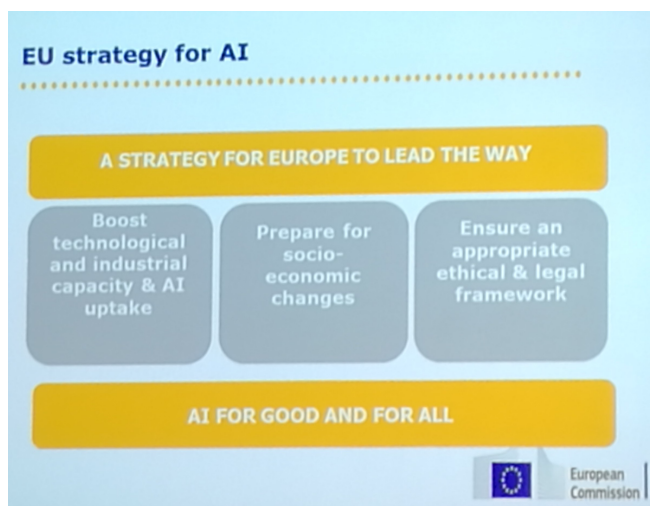 EU strategy for AI
A STRATEGY FOR EUROPE TO LEAD THE WAY
Boost
technological
and industrial
capacity & AI
uptake
Prepare for
socio-
economic
changes
Ensure an
appropriate
ethical & legal
framework
AI FOR GOOD AND FOR ALL
European
Commission